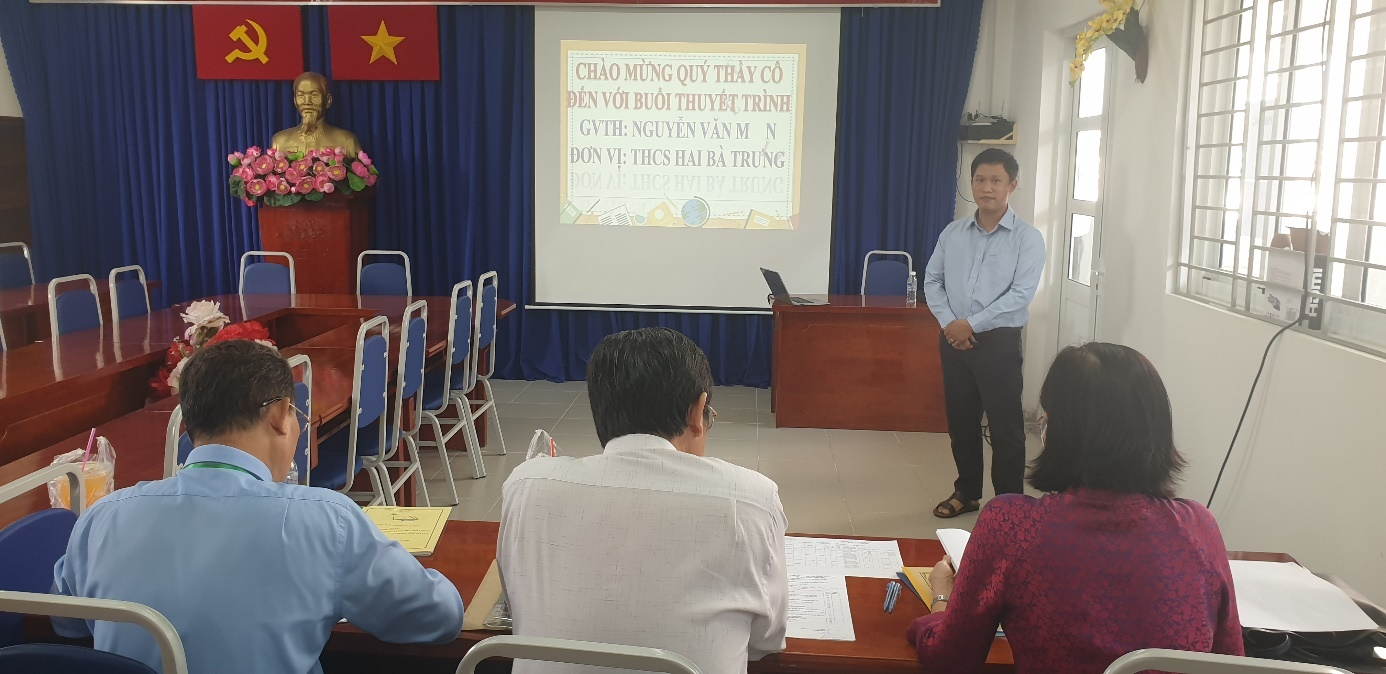 CHÀO MỪNG QUÝ THẦY CÔ
ĐẾN VỚI BUỔI THUYẾT TRÌNH
GVTH: NGUYỄN VĂN M N
ĐƠN VỊ: THCS HAI BÀ TRƯNG